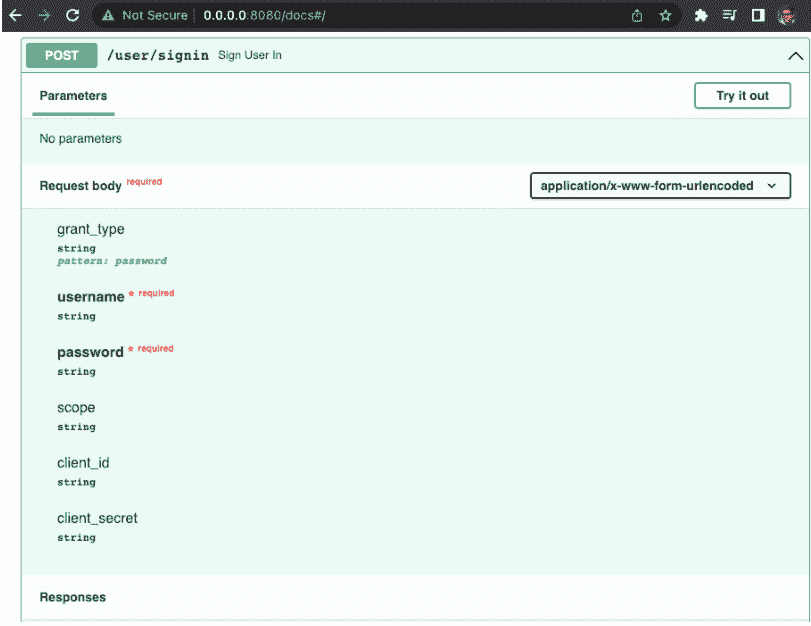 Not Secure 0.0.0.0:8080/docs#/
POST /user/signin Sign User In
Parameters Try it out
No parameters
Request body required application/x-www-form-urlencoded
grant_type
string
pattern: password
username * required
string
password * required
string
scope
string
client_id
string
client_secret
string
Responses